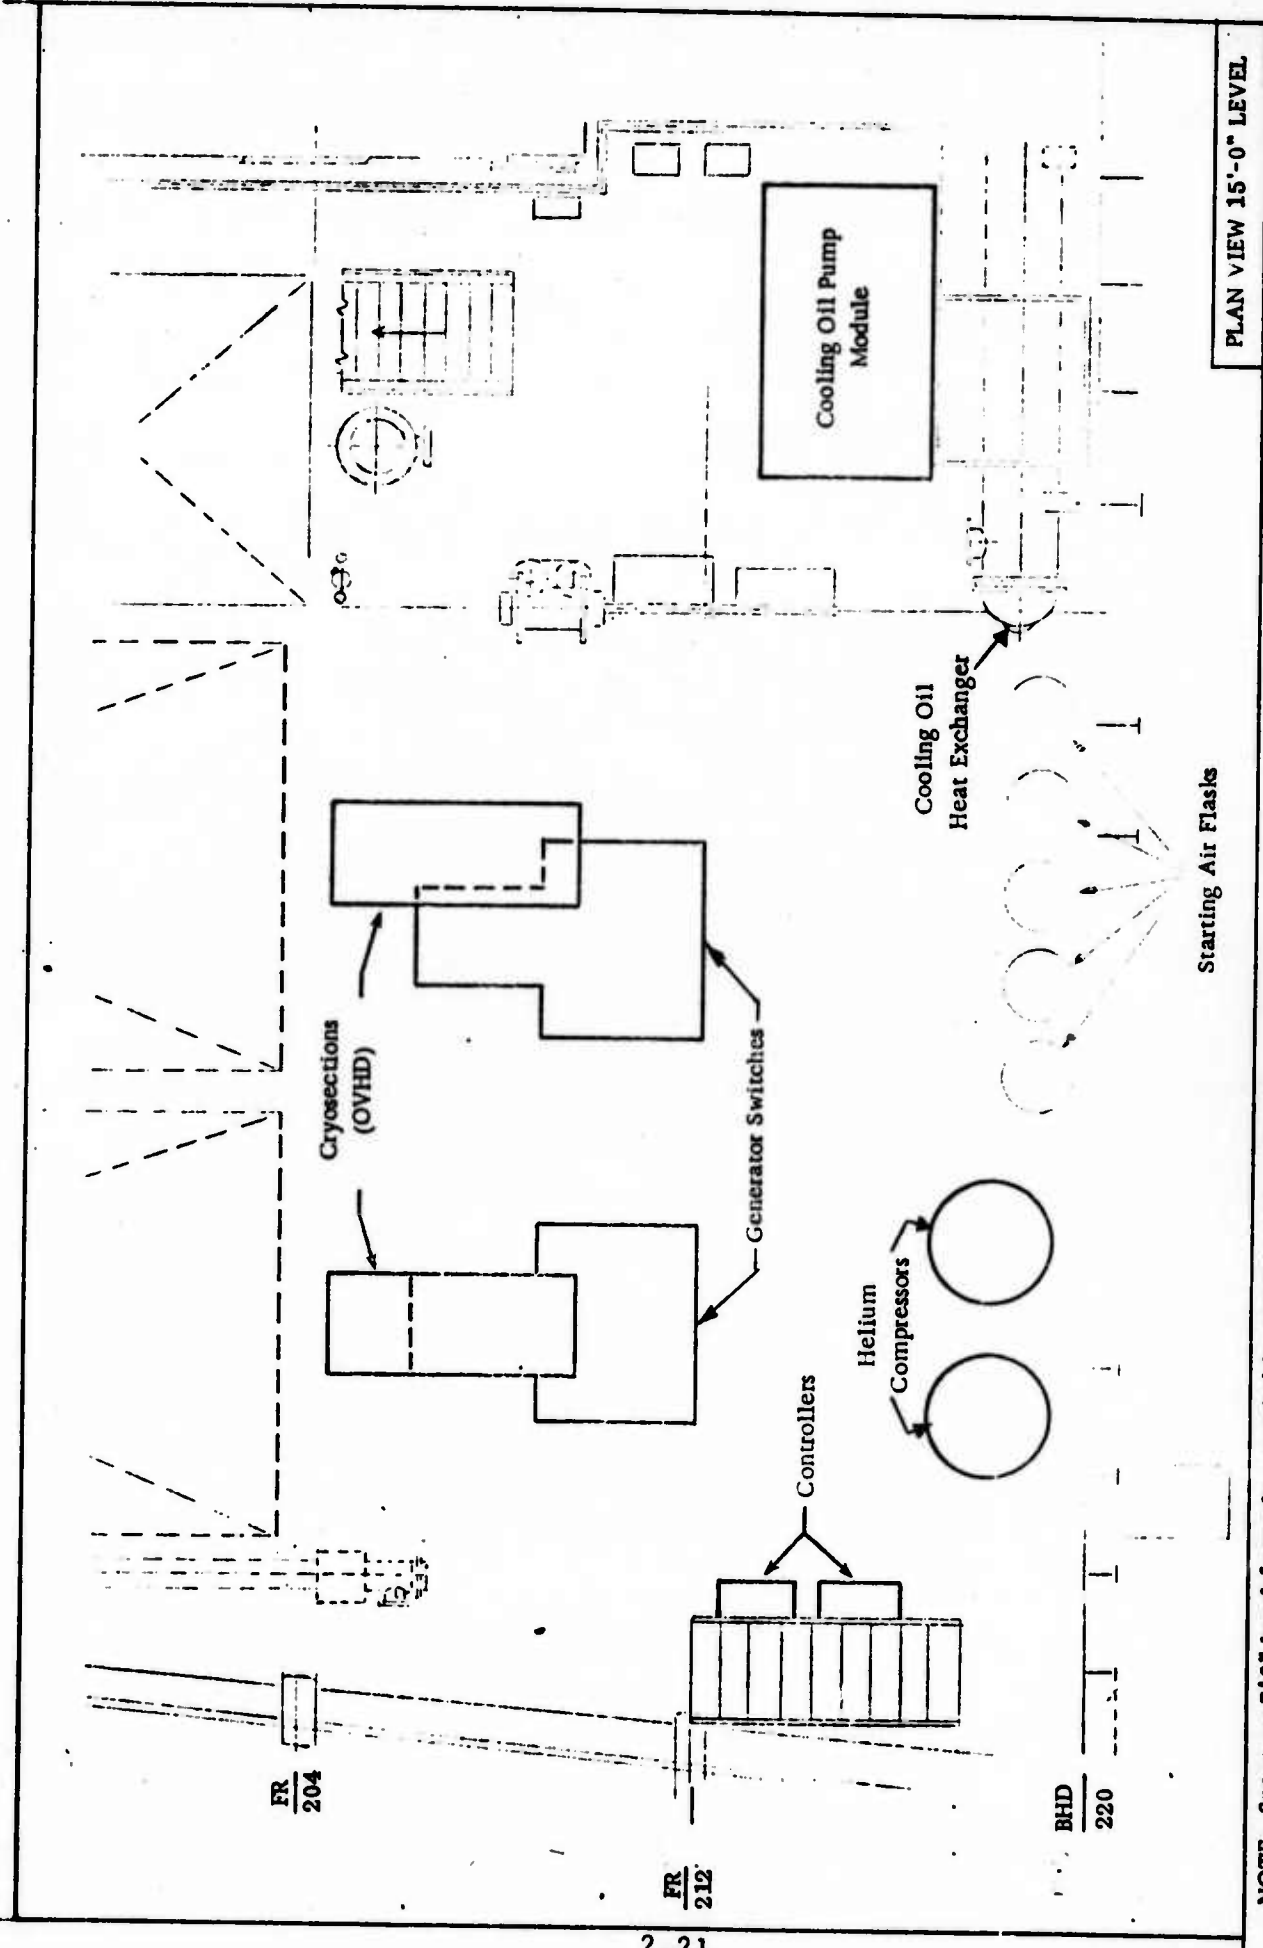 PLAN VIEW 15'-0" LEVEL
Cooling Oil Pump
Module
Cooling Oil
Heat Exchanger
Starting Air Flasks
Cryosections
(OVHD)
Generator Switches
Helium
Compressors
Controllers
FR
204
FR
212
BHD
220
2-21
NOTE